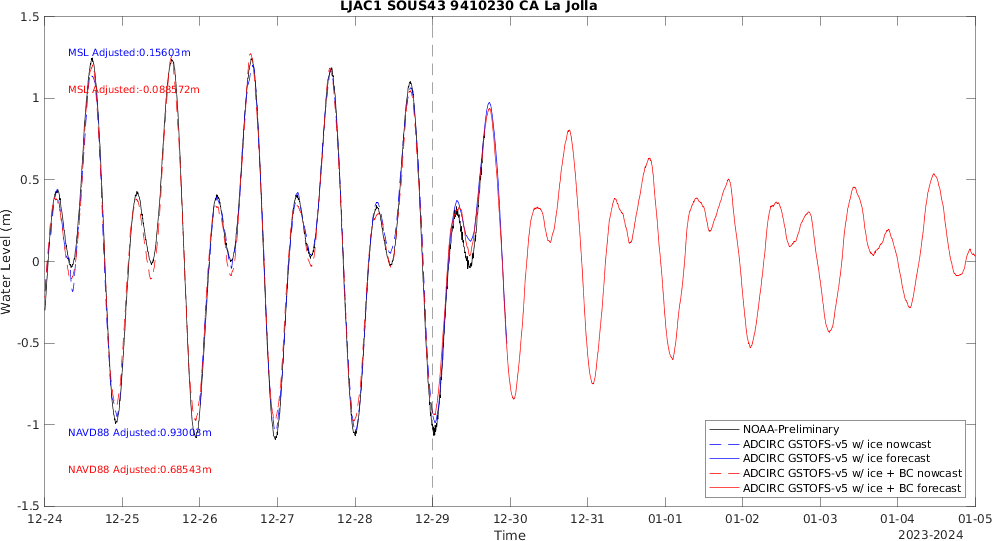 LJAC1 SOUS43 9410230 CA La Jolla
1.5
MSL Adjusted:0.15603m
MSL Adjusted:-0.088572m
1
0.5
0
-0.5
-1
-1.5
Water Level (m)
NAVD88 Adjusted:0.93003m
NAVD88 Adjusted:0.68543m
NOAA-Preliminary
ADCIRC GSTOFS-v5 w/ ice nowcast
ADCIRC GSTOFS-v5 w/ ice forecast
ADCIRC GSTOFS-v5 w/ ice + BC nowcast
ADCIRC GSTOFS-v5 w/ ice + BC forecast
12-24 12-25 12-26 12-27 12-28 12-29 12-30 12-31 01-01 01-02 01-03 01-04 01-05
Time
2023-2024